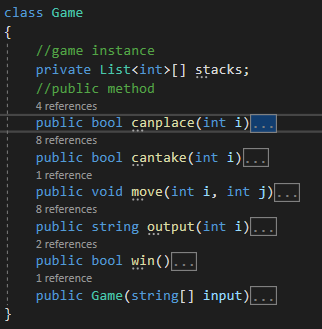 class Game
{
//game instance
private List<int>[] stacks;
//public method
4 references
public bool canplace(int i)...
8 references
public bool cantake(int i)...
1 reference
public void move(int i, int j)...
8 references
public string output(int i)...
2 references
public bool win()...
1 reference
public Game(string[] input)...
}